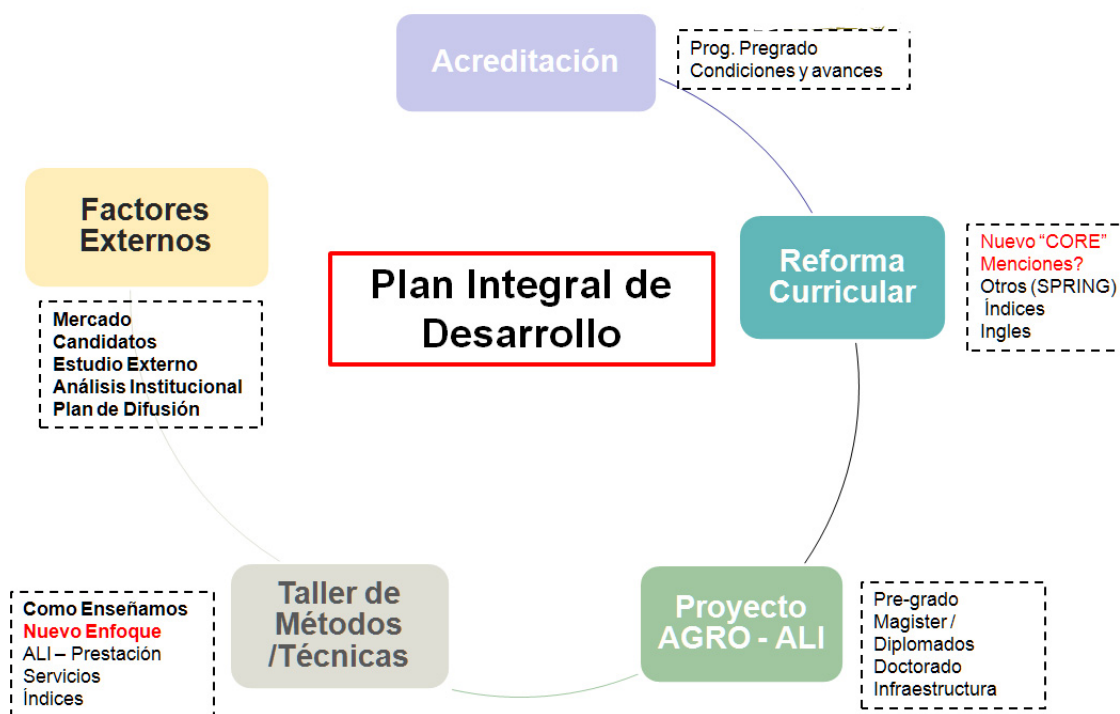 Acreditación
Prog. Pregrado
Condiciones y avances
Factores
Externos
Mercado
Candidatos
Estudio Externo
Análisis Institucional
Plan de Difusión
Plan Integral de
Desarrollo
Reforma
Curricular
Nuevo “CORE”
Menciones?
Otros (SPRING)
Índices
Ingles
Taller de
Métodos
/Técnicas
Como Enseñamos
Nuevo Enfoque
ALI – Prestación
Servicios
Índices
Proyecto
AGRO - ALI
Pre-grado
Magister /
Diplomados
Doctorado
Infraestructura